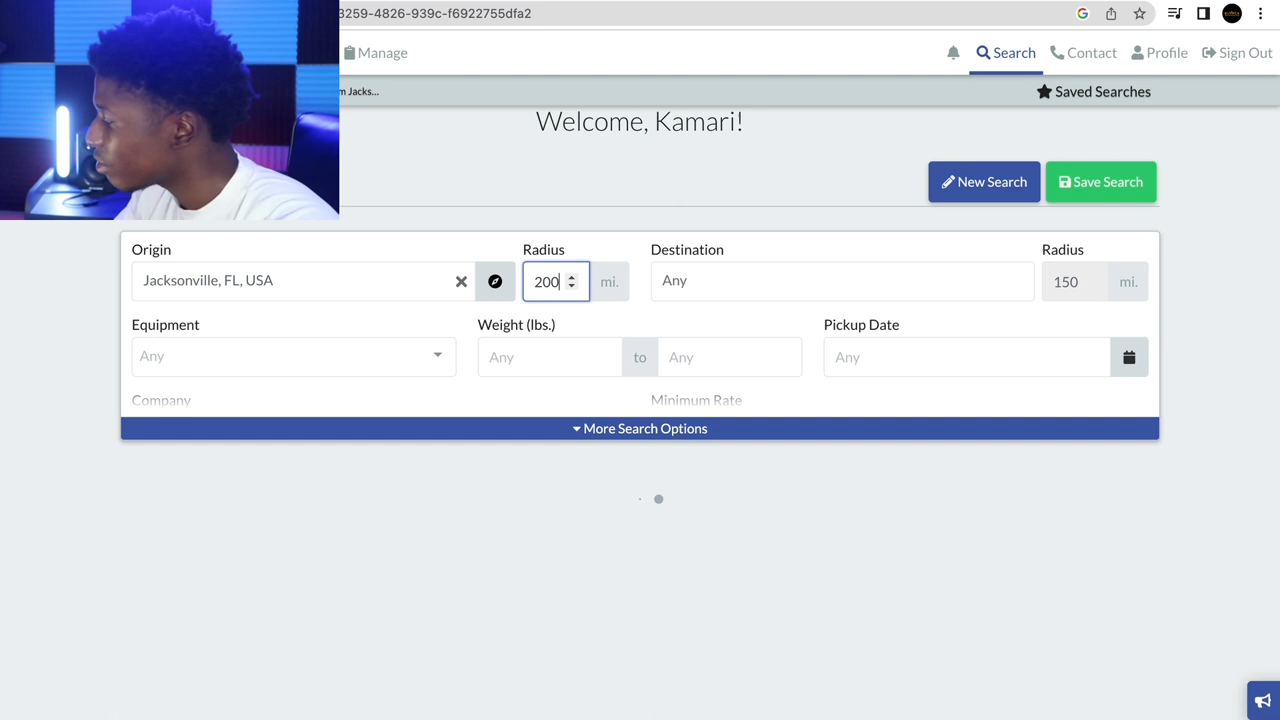 3259-4826-939c-f6922755dfa2
Manage
Search
Contact
Profile
Sign Out
m Jacks...
Saved Searches
Welcome, Kamari!
New Search
Save Search
Origin
Radius
Destination
Radius
Jacksonville, FL, USA
200
mi.
Any
150
mi.
Equipment
Weight (lbs.)
Pickup Date
Any
Any
to
Any
Any
Company
Minimum Rate
More Search Options